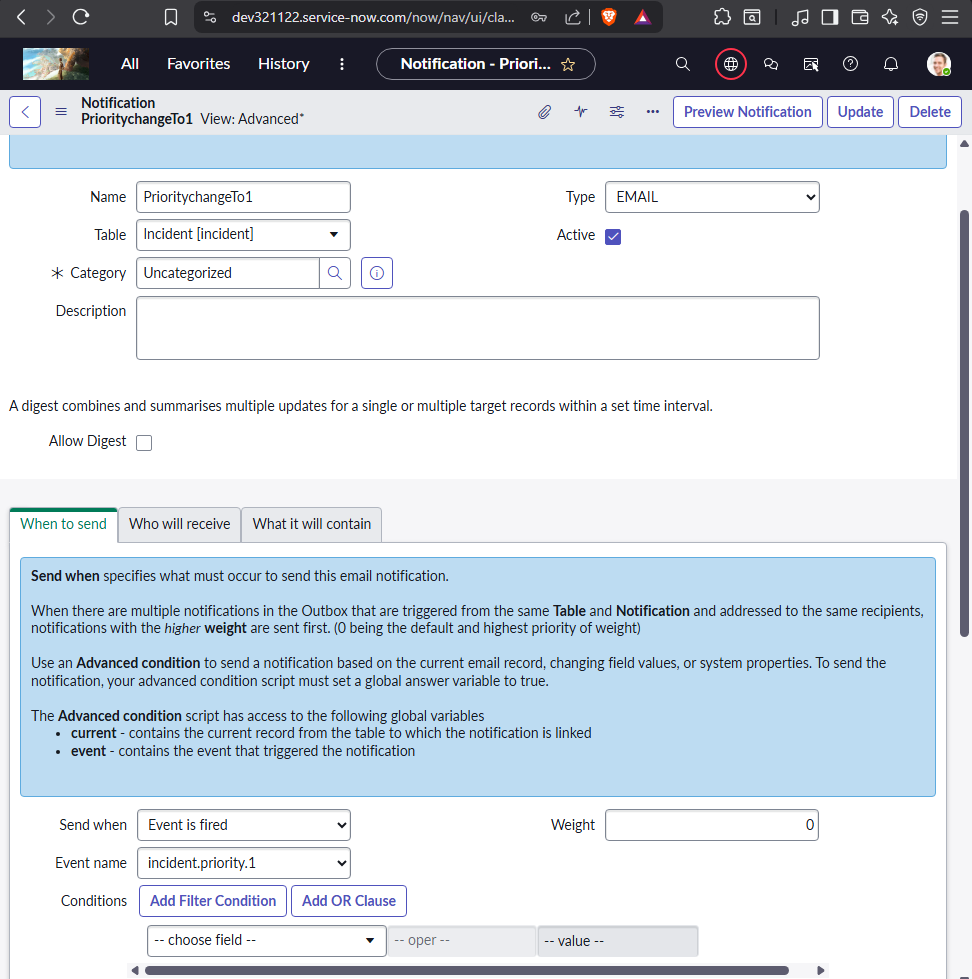 dev321122.service-now.com/now/nav/ui/cla...
All Favorites History Notification - Priori...
Notification
PrioritychangeTo1 View: Advanced*
Preview Notification Update Delete
Name PrioritychangeTo1 Type EMAIL
Table Incident [incident] Active
Category Uncategorized
Description
A digest combines and summarises multiple updates for a single or multiple target records within a set time interval.
Allow Digest
When to send Who will receive What it will contain
Send when specifies what must occur to send this email notification.
When there are multiple notifications in the Outbox that are triggered from the same Table and Notification and addressed to the same recipients,
notifications with the higher weight are sent first. (0 being the default and highest priority of weight)
Use an Advanced condition to send a notification based on the current email record, changing field values, or system properties. To send the
notification, your advanced condition script must set a global answer variable to true.
The Advanced condition script has access to the following global variables
• current - contains the current record from the table to which the notification is linked
• event - contains the event that triggered the notification
Send when Event is fired Weight 0
Event name incident.priority.1
Conditions Add Filter Condition Add OR Clause
-- choose field -- -- oper -- -- value --